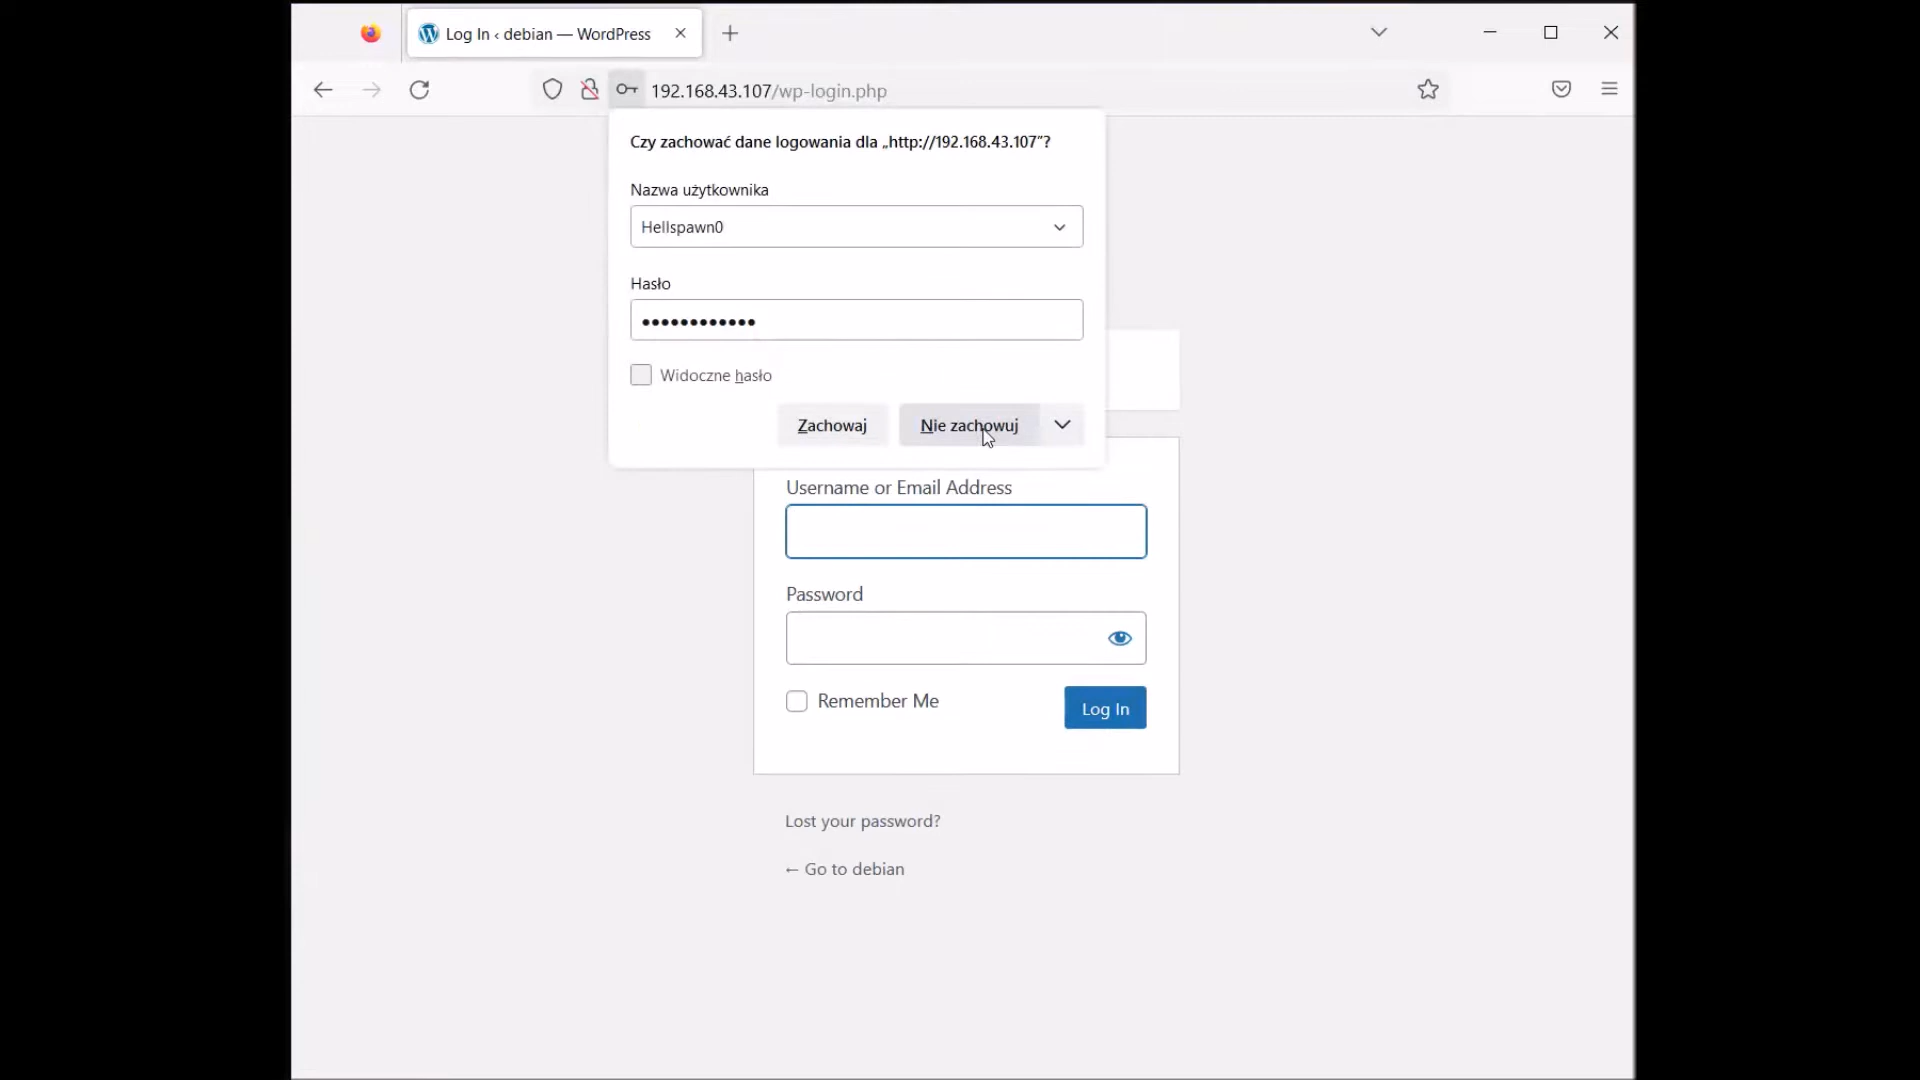 Log In ‹ debian — WordPress
192.168.43.107/wp-login.php
Czy zachować dane logowania dla „http://192.168.43.107”?
Nazwa użytkownika
Hellspawn0
Hasło
••••••••••••
Widoczne hasło
Zachowaj
Nie zachowuj
Username or Email Address
Password
Remember Me
Log In
Lost your password?
← Go to debian